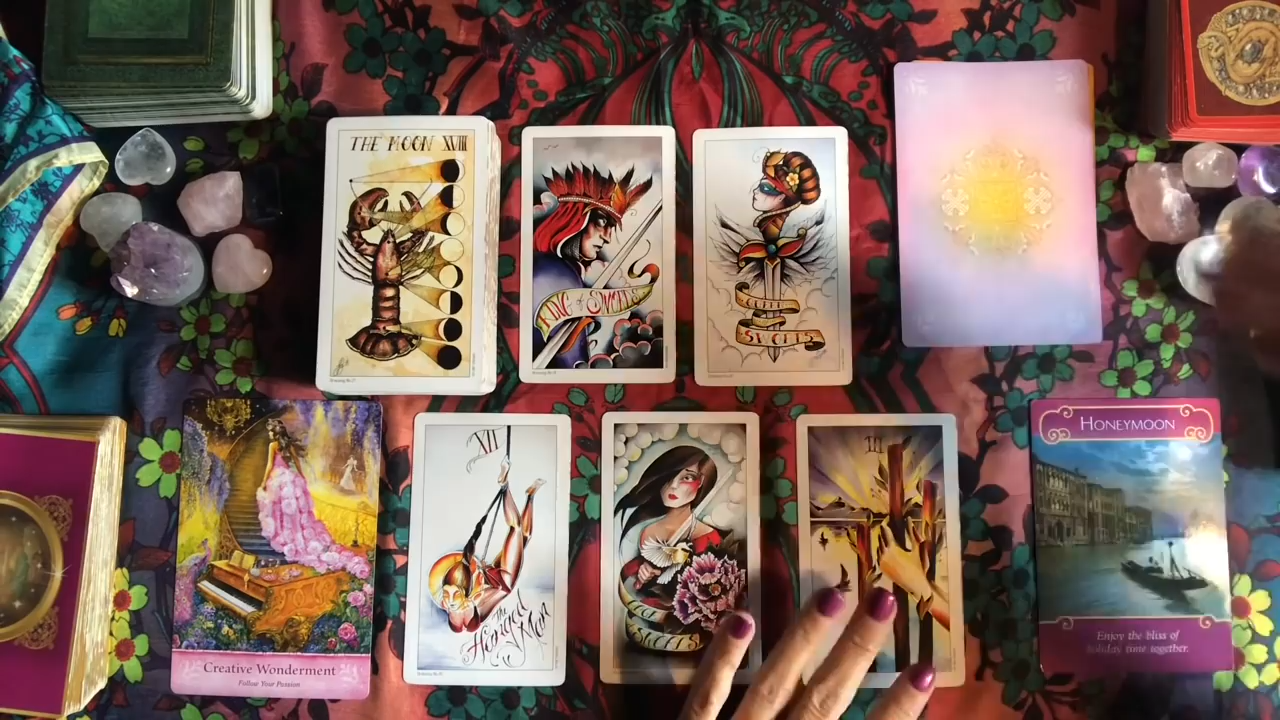 THE MOON XVIII
KING of SWORDS
QUEEN
SWORDS
XII
The
Hanged
Man
III
HONEYMOON
Enjoy the bliss of
holiday time together.
Creative Wonderment
Follow Your Passion